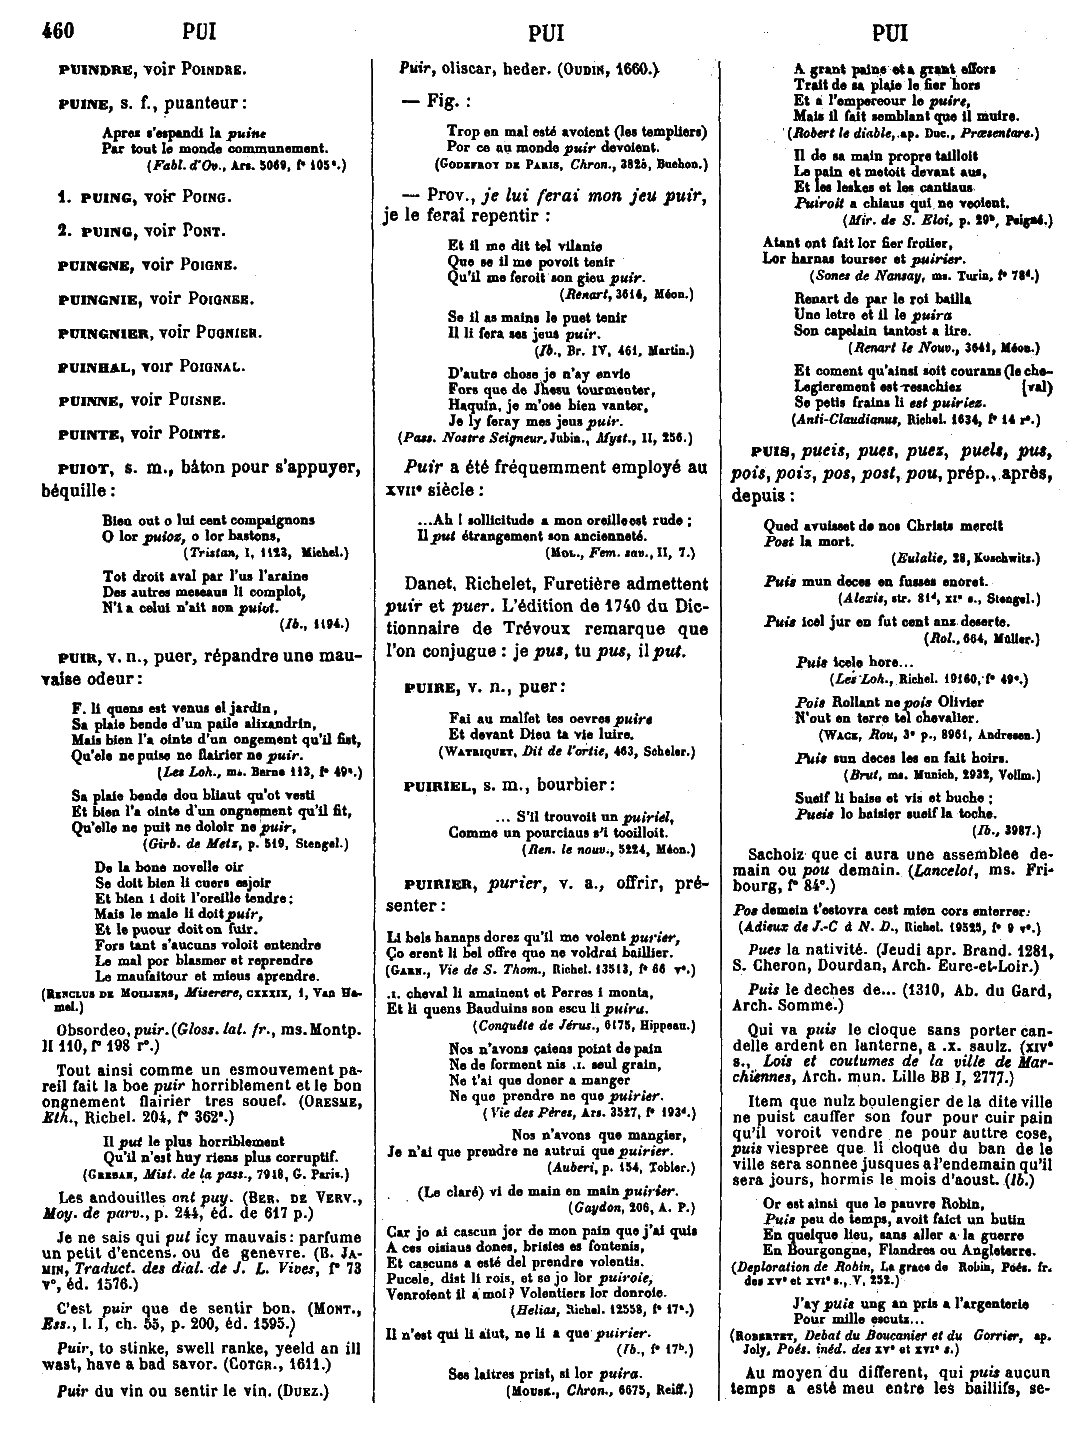 460 PUI PUI PUI
PUINDRE, voir POINDRE.
PUINE, s. f., puanteur :
Apres s'espandi la puine
Par tout le monde communement.
(Fabl. d'Ov., Ars. 5069, f° 105ᵉ.)
1. PUING, voir POING.
2. PUING, voir PONT.
PUINGNE, voir POIGNE.
PUINGNIE, voir POIGNEE.
PUINGNIER, voir PUGNIER.
PUINHAL, voir POIGNAL.
PUINNE, voir PUISNE.
PUINTE, voir POINTE.
PUIOT, s. m., bâton pour s'appuyer,
béquille :
Bien out o lui cent compaignons
O lor puioz, o lor bastons,
(Tristan, I, 1123, Michel.)
Tot droit aval par l'us l'araine
Des autres meseaus li complot,
N'i a celui n'ait son puiot.
(Ib., 1194.)
PUIR, v. n., puer, répandre une mau-
vaise odeur :
F. li quens est venus el jardin,
Sa plaie bende d'un paile alixandrin,
Mais bien l'a ointe d'un ongement qu'il fist,
Qu'ele ne puise ne flairier ne puir.
(Les Loh., ms. Berne 113, f° 49ᵉ.)
Sa plaie bende dou bliaut qu'ot vesti
Et bien l'a ointe d'un ongnement qu'il fit,
Qu'elle ne puit ne doloir ne puir,
(Girb. de Metz, p. 519, Stengel.)
De la bone novelle oir
Se doit bien li cuers esjoir
Et bien i doit l'oreille tendre ;
Mais le male li doit puir,
Et le puour doit on fuir.
Fors tant s'aucuns voloit entendre
Le mal por blasmer et reprendre
Le maufaitour et mieus aprendre.
(RENCLUS DE MOILIENS, Miserere, CXXXIX, 1, Van Ha-
mel.)
Obsordeo, puir. (Gloss. lat. fr., ms. Montp.
H 110, f° 198 r°.)
Tout ainsi comme un esmouvement pa-
reil fait la boe puir horriblement et le bon
ongnement flairier tres souef. (ORESME,
Eth., Richel. 204, f° 362ᵉ.)
Il put le plus horriblement
Qu'il n'est huy riens plus corruptif.
(GREBAN, Mist. de la pass., 7918, G. Paris.)
Les andouilles ont puy. (BER. DE VERV.,
Moy. de parv., p. 244, éd. de 617 p.)
Je ne sais qui put icy mauvais : parfume
un petit d'encens. ou de genevre. (B. JA-
MIN, Traduct. des dial. de J. L. Vives, f° 73
v°, éd. 1576.)
C'est puir que de sentir bon. (MONT.,
Ess., l. I, ch. 55, p. 200, éd. 1595.)
Puir, to stinke, swell ranke, yeeld an ill
wast, have a bad savor. (COTGR., 1611.)
Puir du vin ou sentir le vin. (DUEZ.)
Puir, oliscar, heder. (OUDIN, 1660.)
— Fig. :
Trop en mal esté avoient (les templiers)
Por ce au monde puir devoient.
(GODEFROY DE PARIS, Chron., 3825, Buchon.)
— Prov., je lui ferai mon jeu puir,
je le ferai repentir :
Et il me dit tel vilanie
Que se il me povoit tenir
Qu'il me feroit son gieu puir.
(Renart, 3614, Méon.)
Se il as mains le puet tenir
Il li fera ses jeus puir.
(Ib., Br. IV, 461, Martin.)
D'autre chose je n'ay envie
Fors que de Jhesu tourmenter,
Haquin, je m'ose bien vanter,
Je ly feray mes jeus puir.
(Pass. Nostre Seigneur, Jubin., Myst., II, 256.)
Puir a été fréquemment employé au
XVIIᵉ siècle :
...Ah ! sollicitude a mon oreille est rude ;
Il put étrangement son ancienneté.
(MOL., Fem. sav., II, 7.)
Danet, Richelet, Furetière admettent
puir et puer. L'édition de 1740 du Dic-
tionnaire de Trévoux remarque que
l'on conjugue : je pus, tu pus, il put.
PUIRE, v. n., puer :
Fai au malfet tes oevres puire
Et devant Dieu ta vie luire.
(WATRIQUET, Dit de l'ortie, 463, Scheler.)
PUIRIEL, s. m., bourbier :
... S'il trouvoit un puiriel,
Comme un pourciaus s'i tooilloit.
(Ren. le nouv., 5224, Méon.)
PUIRIER, purier, v. a., offrir, pré-
senter :
Li bels hanaps dorez qu'il me volent purier,
Ço erent li bel offre que ne voldrai baillier.
(GARN., Vie de S. Thom., Richel. 13513, f° 66 v°.)
.I. cheval li amainent et Perres i monta,
Et li quens Bauduins son escu li puira.
(Conquête de Jérus., 6175, Hippeau.)
Nos n'avons çaiens point de pain
Ne de forment nis .I. seul grain,
Ne t'ai que doner a manger
Ne que prendre ne que puirier.
(Vie des Pères, Ars. 3527, f° 193ᵈ.)
Nos n'avons que mangier,
Je n'ai que prendre ne autrui que puirier.
(Auberi, p. 154, Tobler.)
(Le claré) vi de main en main puirier.
(Gaydon, 206, A. P.)
Car jo ai cascun jor de mon pain que j'ai quis
A ces oisiaus dones, brisies es fontenis,
Et cascuns a esté del prendre volentis.
Pucele, dist li rois, et se jo lor puiroie,
Venroient il a moi ? Volentiers lor donroie.
(Helias, Richel. 12558, f° 17ᵃ.)
Il n'est qui li aiut, ne li a que puirier.
(Ib., f° 17ᵇ.)
Ses laitres prist, si lor puira.
(MOUSK., Chron., 6675, Reiff.)
A grant paine et a grant effors
Trait de sa plaie le fier hors
Et a l'empereour le puire,
Mais il fait semblant que il muire.
(Robert le diable, ap. Duc., Præsentare.)
Il de sa main propre tailloit
Le pain et metoit devant aus,
Et les leskes et les cantiaus
Puiroit a chiaus qui ne veoient.
(Mir. de S. Eloi, p. 29ᵇ, Peigné.)
Atant ont fait lor fier froiier,
Lor harnas tourser et puirier.
(Sones de Nansay, ms. Turin, f° 78ᵈ.)
Renart de par le roi bailla
Une letre et il le puira
Son capelain tantost a lire.
(Renart le Nouv., 3641, Méon.)
Et coment qu'ainsi soit courans (le che-
Legierement est resachiez [val)
Se petis frains li est puiriez.
(Anti-Claudianus, Richel. 1634, f° 14 r°.)
PUIS, pueis, pues, puez, puels, pus,
pois, poiz, pos, post, pou, prép., après,
depuis :
Qued avuisset de nos Christs mercit
Post la mort.
(Eulalie, 28, Koschwitz.)
Puis mun deces en fusses enoret.
(Alexis, str. 81ᵈ, XIᵉ s., Stengel.)
Puis icel jur en fut cent anz deserte.
(Rol., 664, Müller.)
Puis icele hore...
(Les Loh., Richel. 19160, f° 49ᵉ.)
Pois Rollant ne pois Olivier
N'out en terre tel chevalier.
(WACE, Rou, 3ᵉ p., 8961, Andresen.)
Puis sun deces les en fait hoirs.
(Brut, ms. Munich, 2932, Vollm.)
Sueif li baise et vis et buche ;
Pueis lo baisier sueif la toche.
(Ib., 3987.)
Sachoiz que ci aura une assemblee de-
main ou pou demain. (Lancelot, ms. Fri-
bourg, f° 84ᵉ.)
Pos demein t'estovra cest mien cors enterrer:
(Adieux de J.-C à N. D., Richel. 19525, f° 9 v°.)
Pues la nativité. (Jeudi apr. Brand. 1281,
S. Cheron, Dourdan, Arch. Eure-et-Loir.)
Puis le deches de... (1310, Ab. du Gard,
Arch. Somme.)
Qui va puis le cloque sans porter can-
delle ardent en lanterne, a .x. saulz. (XIVᵉ
s., Lois et coutumes de la ville de Mar-
chiennes, Arch. mun. Lille BB I, 2777.)
Item que nulz boulengier de la dite ville
ne puist cauffer son four pour cuir pain
qu'il voroit vendre ne pour auttre cose,
puis viespree que li cloque du ban de le
ville sera sonnee jusques a l'endemain qu'il
sera jours, hormis le mois d'aoust. (Ib.)
Or est ainsi que le pauvre Robin,
Puis peu de temps, avoit faict un butin
En quelque lieu, sans aller a la guerre
En Bourgongne, Flandres ou Angleterre.
(Deploration de Robin, La grace de Robin, Poés. fr.
des XVᵉ et XVIᵉ s., V, 252.)
J'ay puis ung an pris a l'argenterie
Pour mille escutz...
(ROBERTET, Debat du Boucanier et du Gorrier, ap.
Joly, Poés. inéd. des XVᵉ et XVIᵉ s.)
Au moyen du different, qui puis aucun
temps a esté meu entre les baillifs, se-